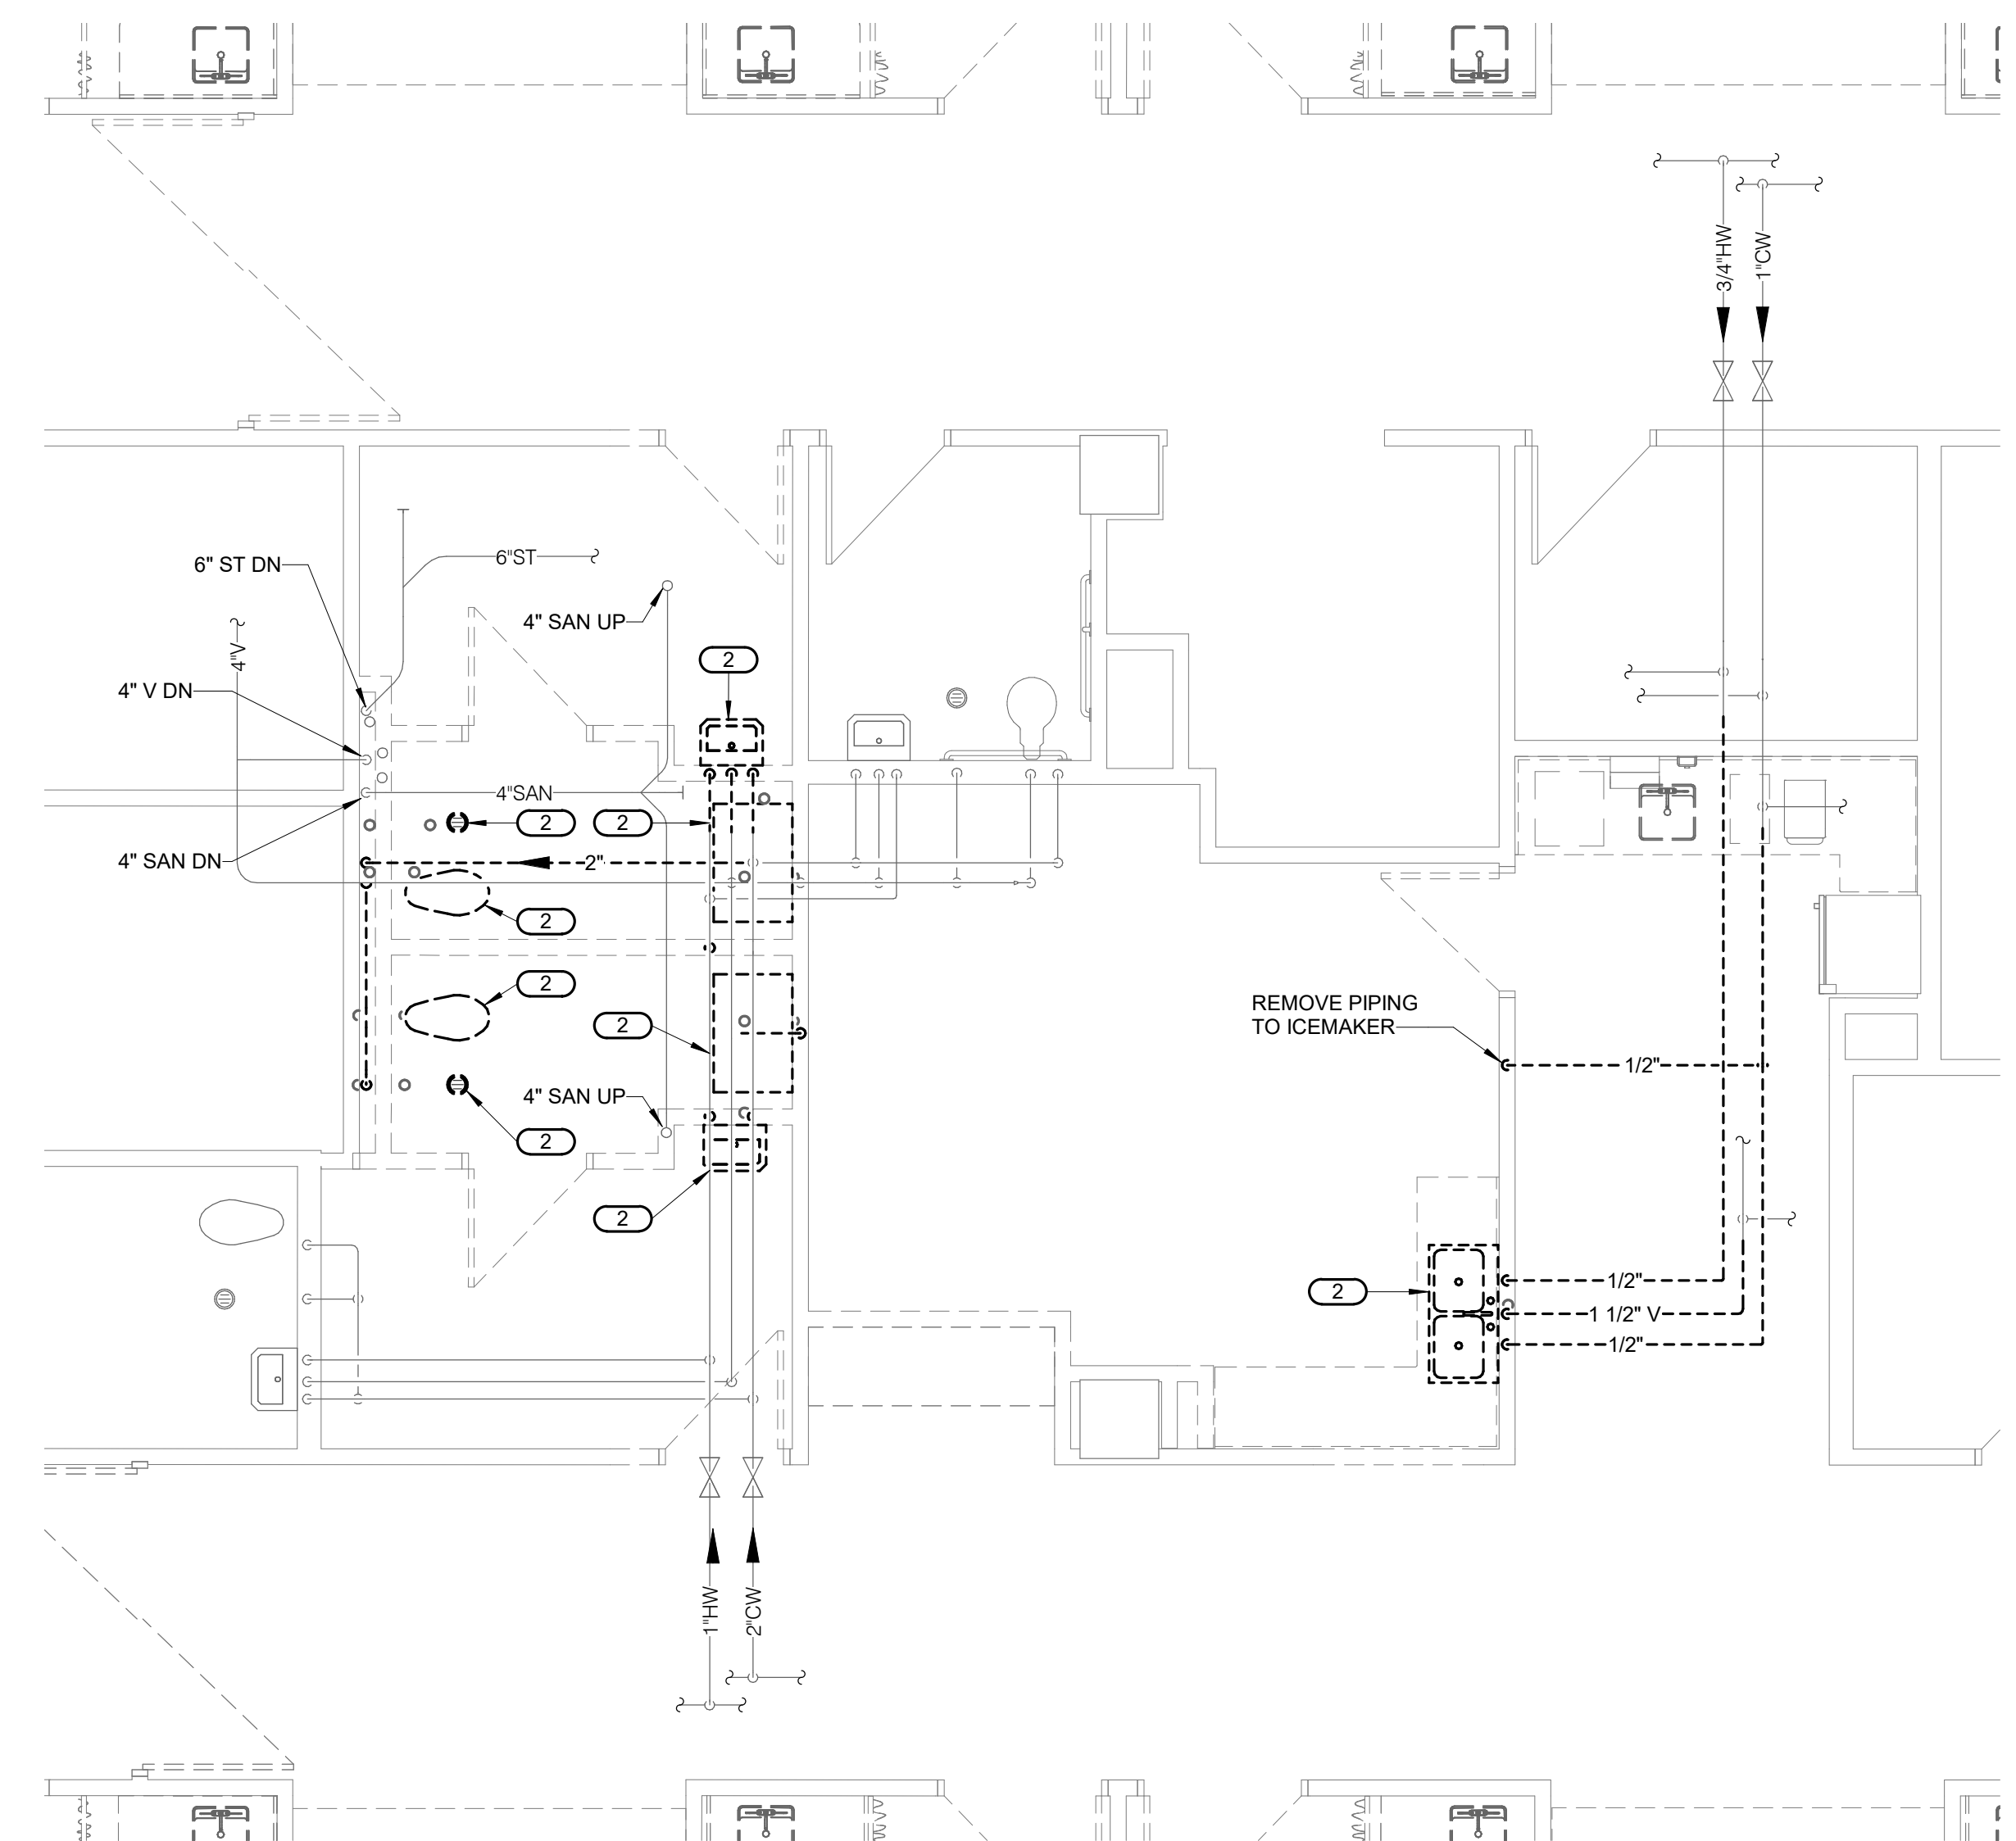 3/4"HW
1"CW
6" ST DN
6"ST
4" SAN UP
4"V
2
4" V DN
4"SAN
2
2
4" SAN DN
2"
2
2
REMOVE PIPING
TO ICEMAKER
2
1/2"
4" SAN UP
2
2
1/2"
2
1 1/2" V
1/2"
1"HW
2"CW